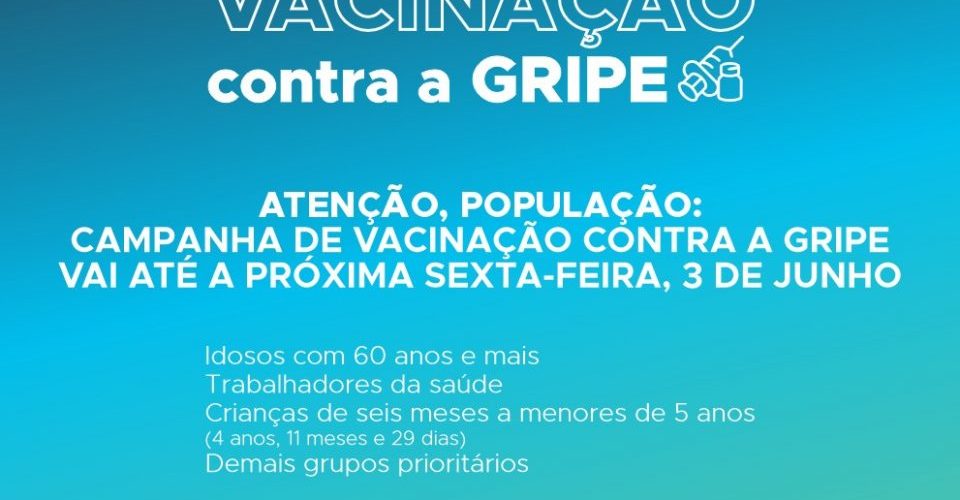 VACINAÇÃO
contra a GRIPE
ATENÇÃO, POPULAÇÃO:
CAMPANHA DE VACINAÇÃO CONTRA A GRIPE
VAI ATÉ A PRÓXIMA SEXTA-FEIRA, 3 DE JUNHO
Idosos com 60 anos e mais
Trabalhadores da saúde
Crianças de seis meses a menores de 5 anos
(4 anos, 11 meses e 29 dias)
Demais grupos prioritários